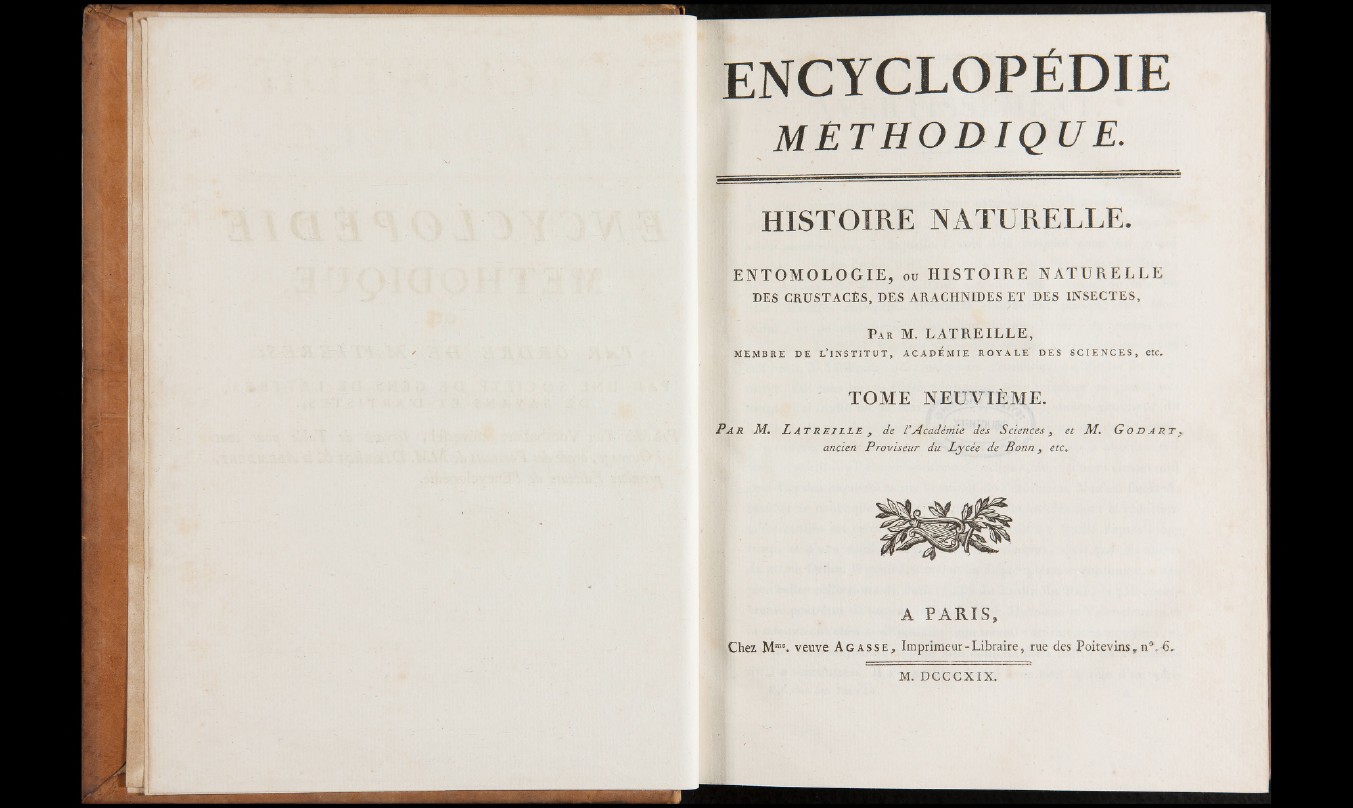 ENCYCLOPÉDIE
MÉTHODIQUE.
HISTOIRE NATURELLE.
ENTOMOLOGIE, ou HISTOIRE NATURELLE
DES CRUSTACÉS, DES ARACHNIDES ET DES INSECTES,
PAR M. LATREILLE,
MEMBRE DE L'INSTITUT, ACADÉMIE ROYALE DES SCIENCES, etc.
TOME NEUVIÈME.
PAR M. LATREILLE, de l'Académie des Sciences, et M. GODART,
ancien Proviseur du Lycée de Bonn, etc.
A PARIS,
Chez Mme. veuve AGASSE, Imprimeur-Libraire, rue des Poitevins, n°. 6.
M. DCCCXIX.